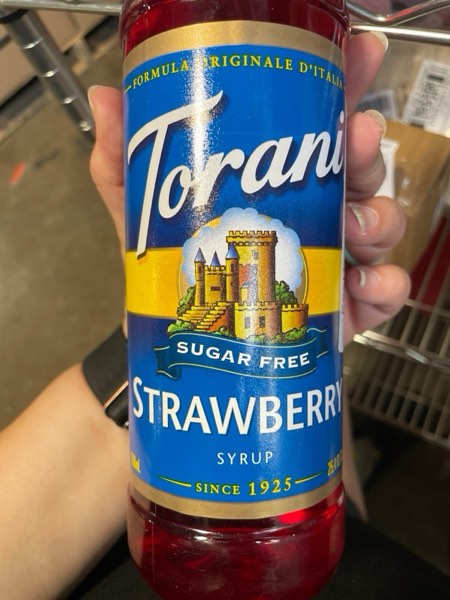 FORMULA ORIGINALE D'ITALIA
Torani
SUGAR FREE
STRAWBERRY
SYRUP
SINCE 1925